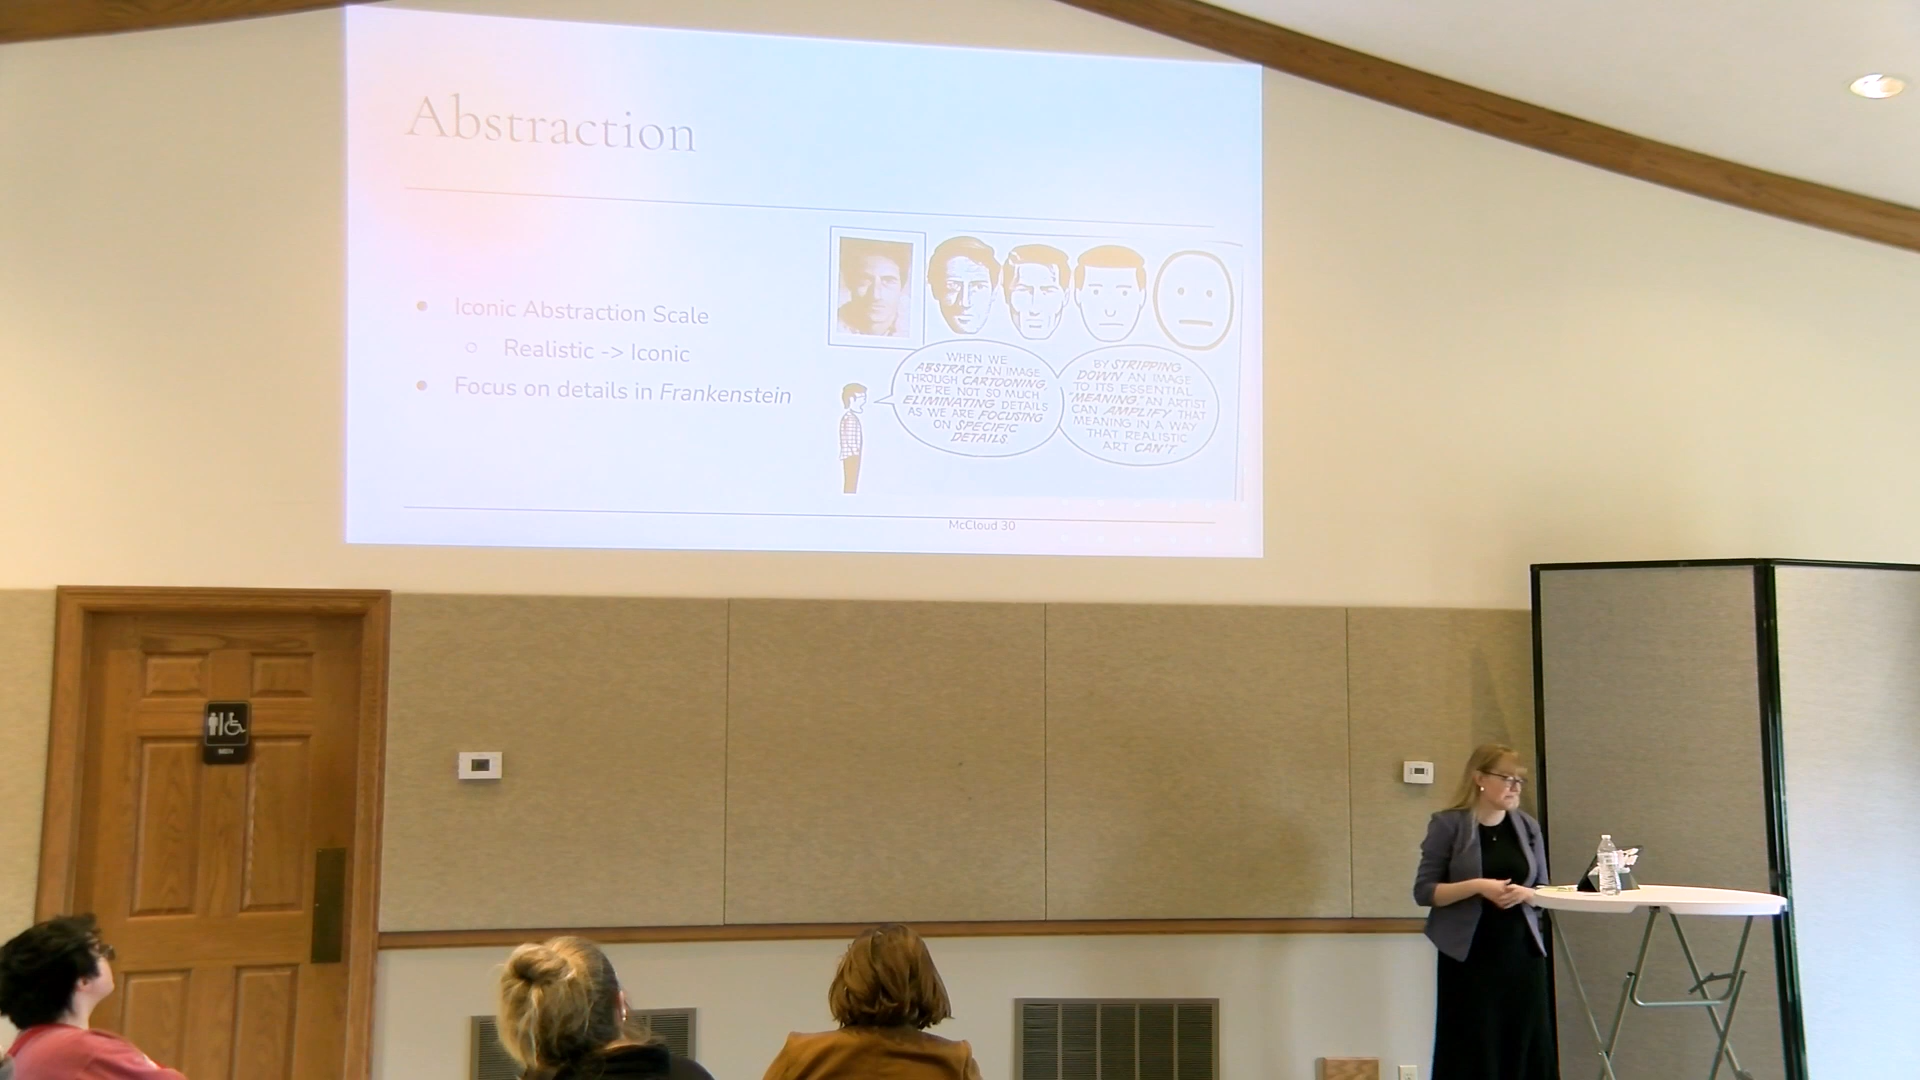 Abstraction
● Iconic Abstraction Scale
○ Realistic -> Iconic
● Focus on details in Frankenstein
WHEN WE
ABSTRACT AN IMAGE
THROUGH CARTOONING,
WE'RE NOT SO MUCH
ELIMINATING DETAILS
AS WE ARE FOCUSING
ON SPECIFIC
DETAILS.
BY STRIPPING
DOWN AN IMAGE
TO ITS ESSENTIAL
"MEANING," AN ARTIST
CAN AMPLIFY THAT
MEANING IN A WAY
THAT REALISTIC
ART CAN'T.
McCloud 30